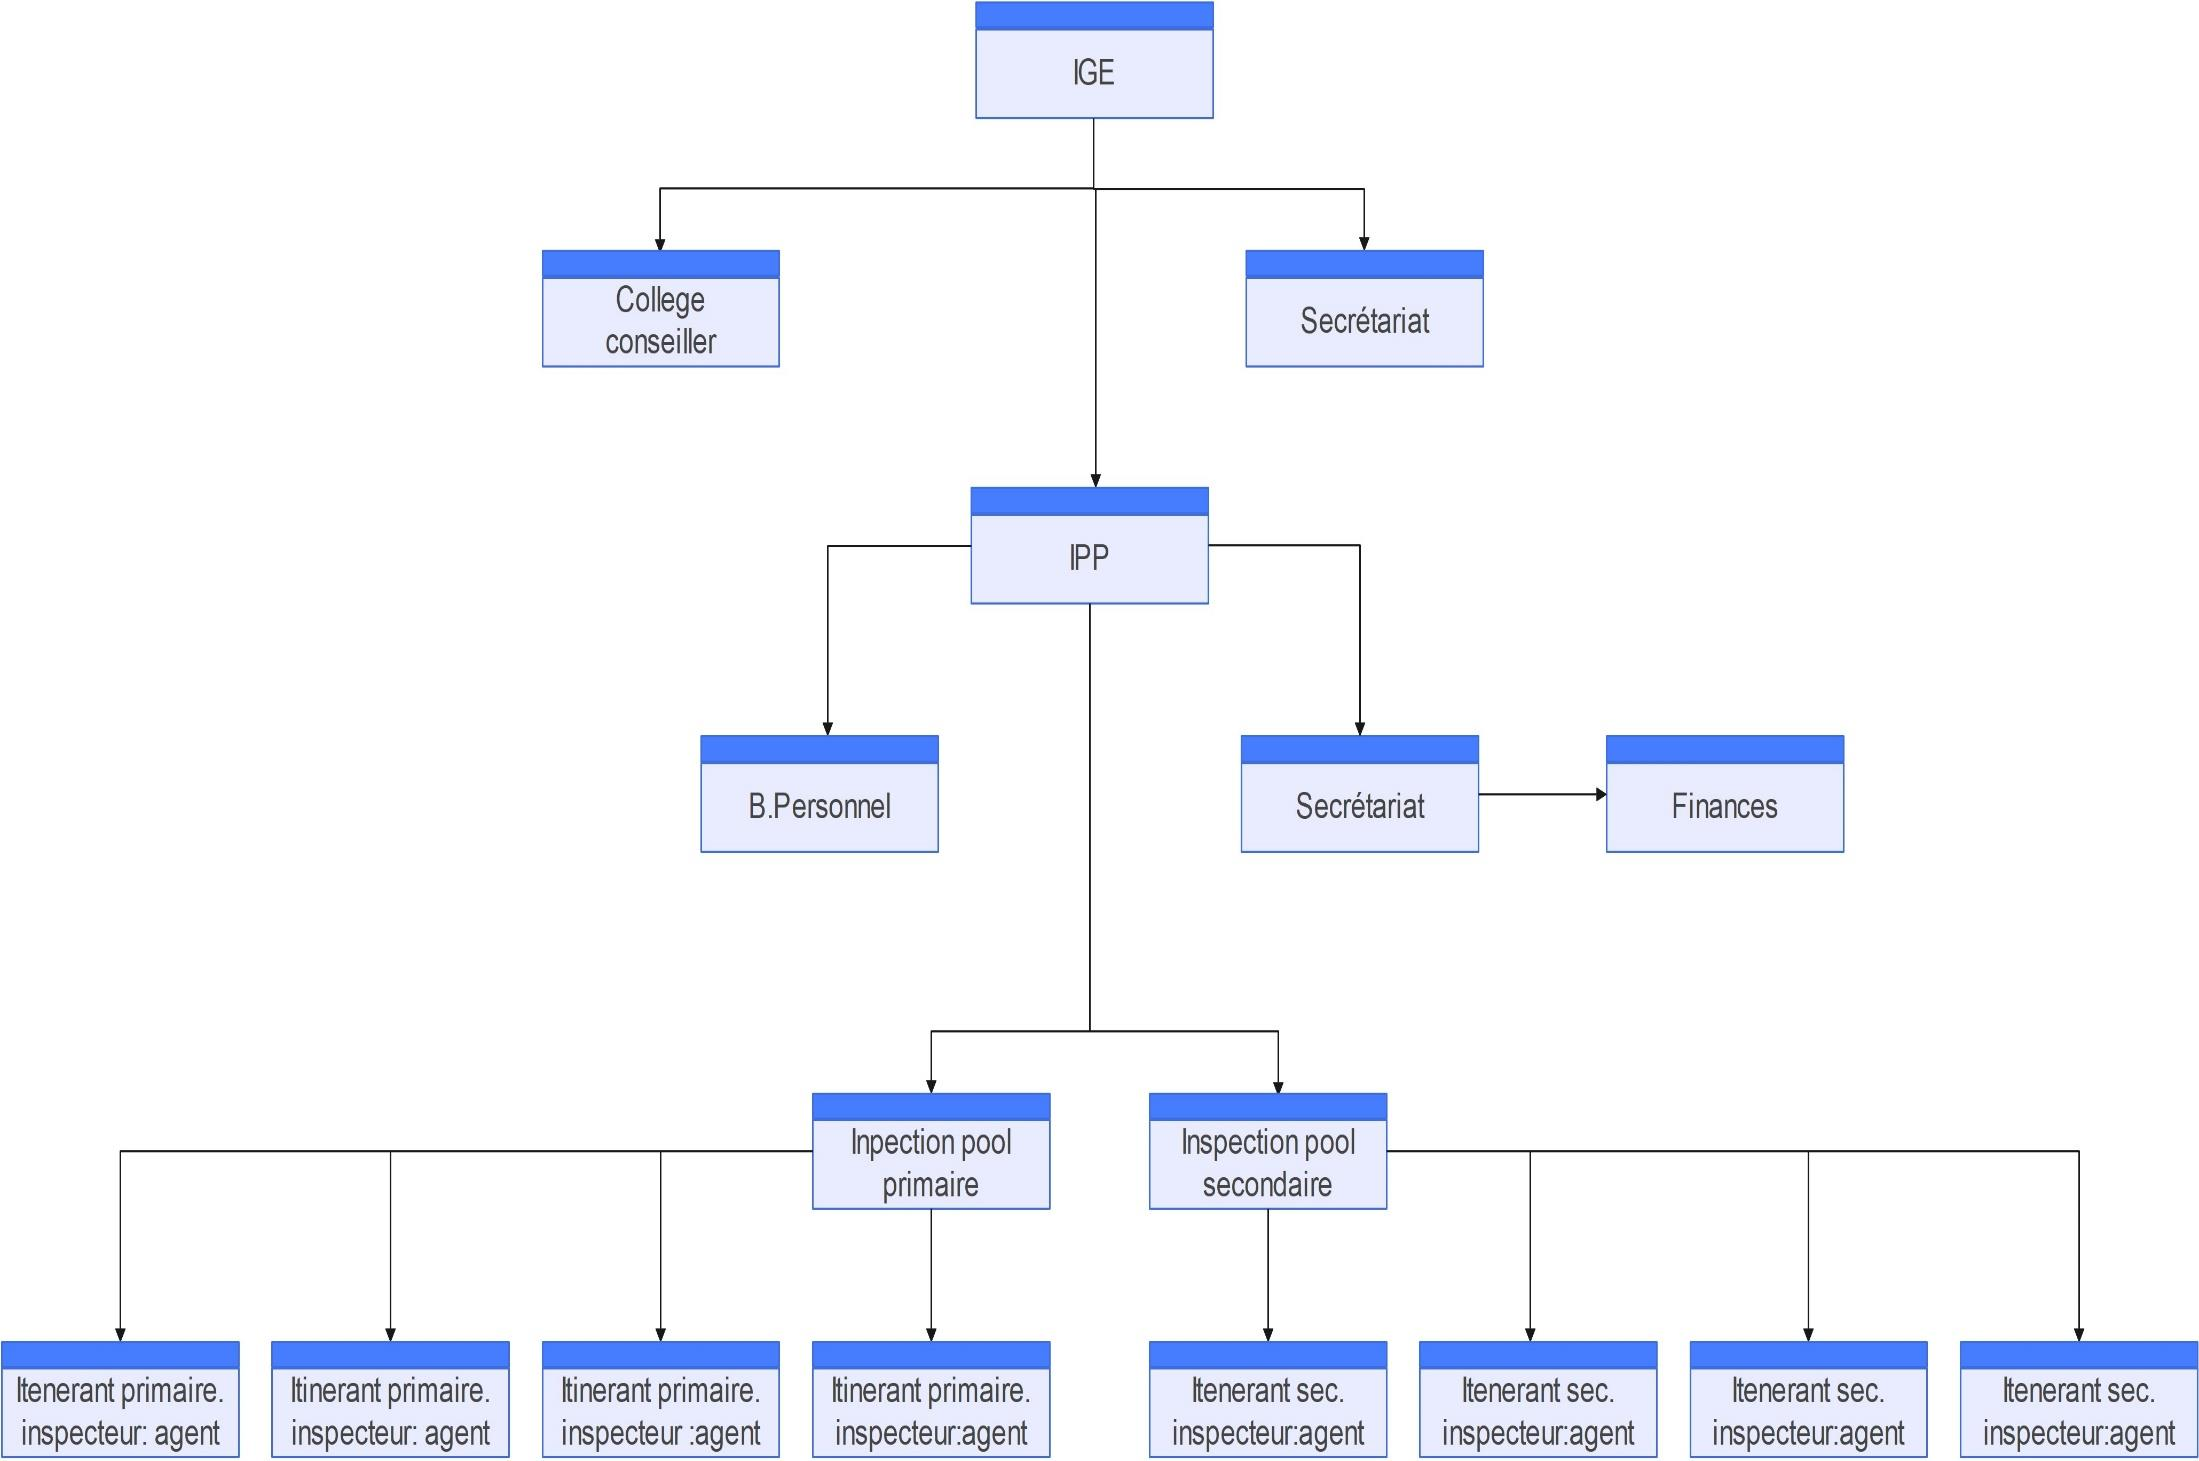 IGE
College
conseiller
Secrétariat
IPP
B.Personnel
Secrétariat
Finances
Inpection pool
primaire
Inspection pool
secondaire
Itenerant primaire.
inspecteur: agent
Itinerant primaire.
inspecteur: agent
Itinerant primaire.
inspecteur :agent
Itinerant primaire.
inspecteur:agent
Itenerant sec.
inspecteur:agent
Itenerant sec.
inspecteur:agent
Itenerant sec.
inspecteur:agent
Itenerant sec.
inspecteur:agent